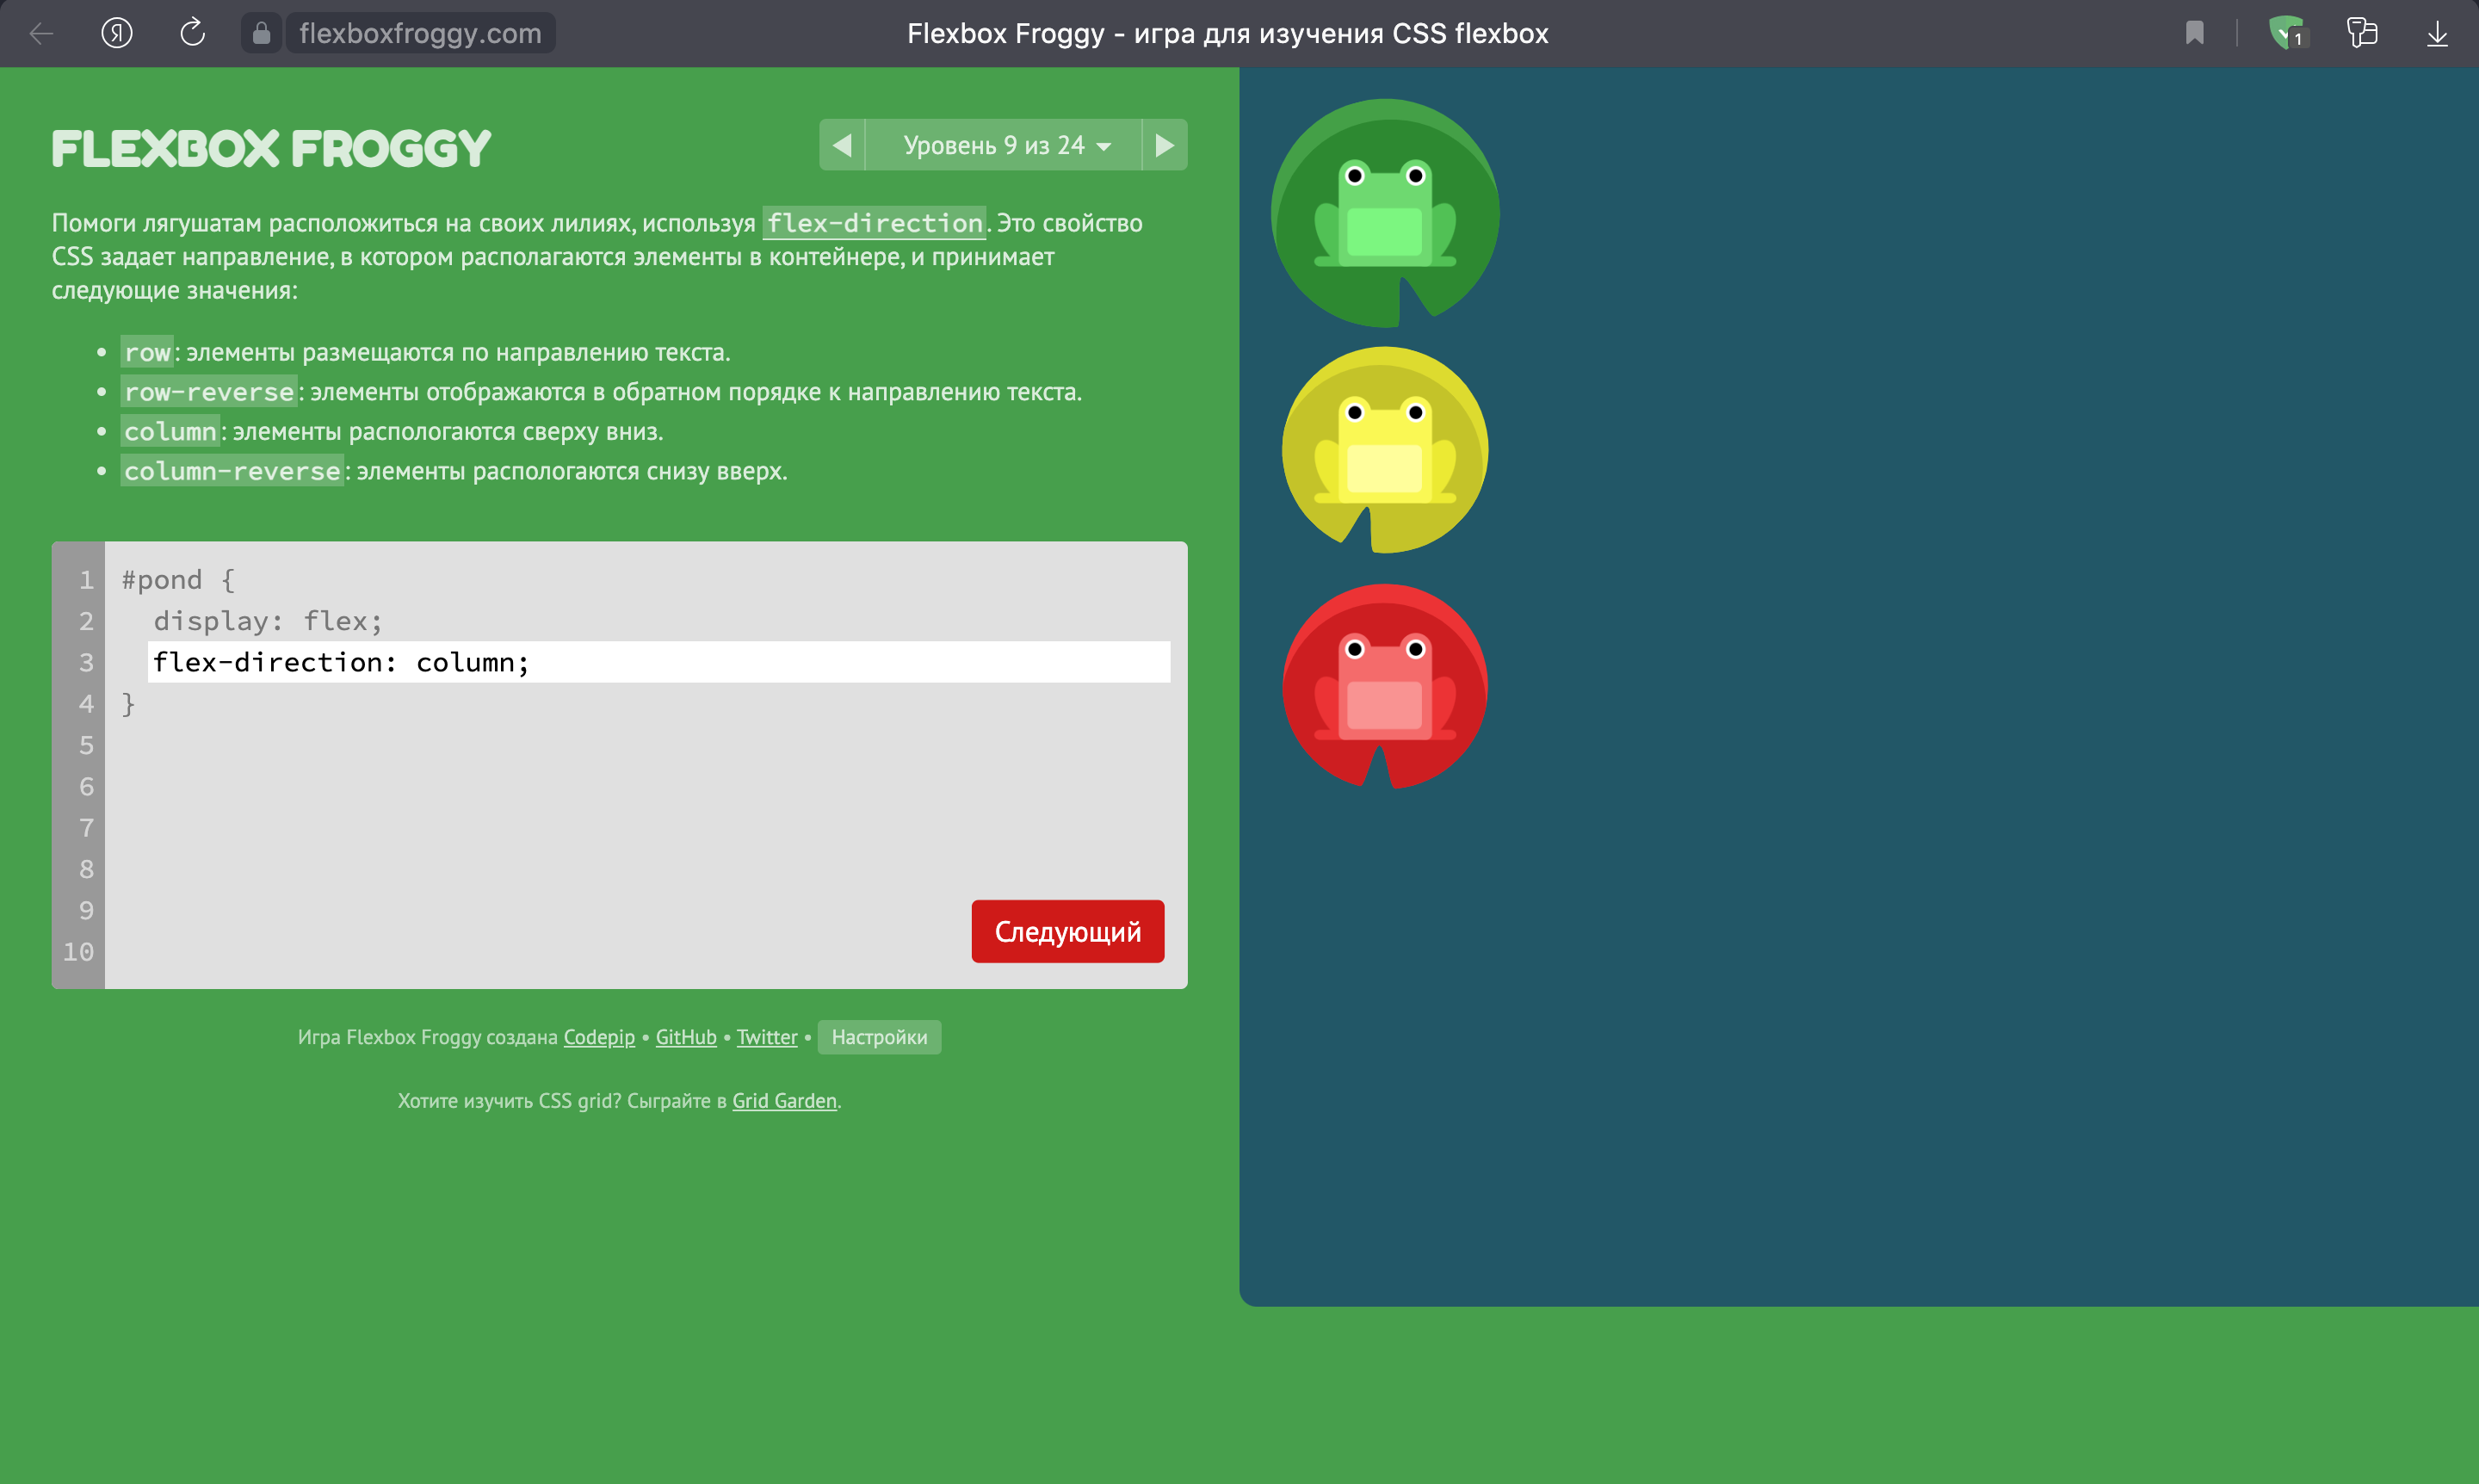 flexboxfroggy.com
Flexbox Froggy - игра для изучения CSS flexbox
1
FLEXBOX FROGGY
Уровень 9 из 24
Помоги лягушатам расположиться на своих лилиях, используя flex-direction. Это свойство
CSS задает направление, в котором располагаются элементы в контейнере, и принимает
следующие значения:
• row: элементы размещаются по направлению текста.
• row-reverse: элементы отображаются в обратном порядке к направлению текста.
• column: элементы распологаются сверху вниз.
• column-reverse: элементы распологаются снизу вверх.
1 #pond {
2 display: flex;
3 flex-direction: column;
4 }
5
6
7
8
9
10
Следующий
Игра Flexbox Froggy создана Codepip • GitHub • Twitter • Настройки
Хотите изучить CSS grid? Сыграйте в Grid Garden.